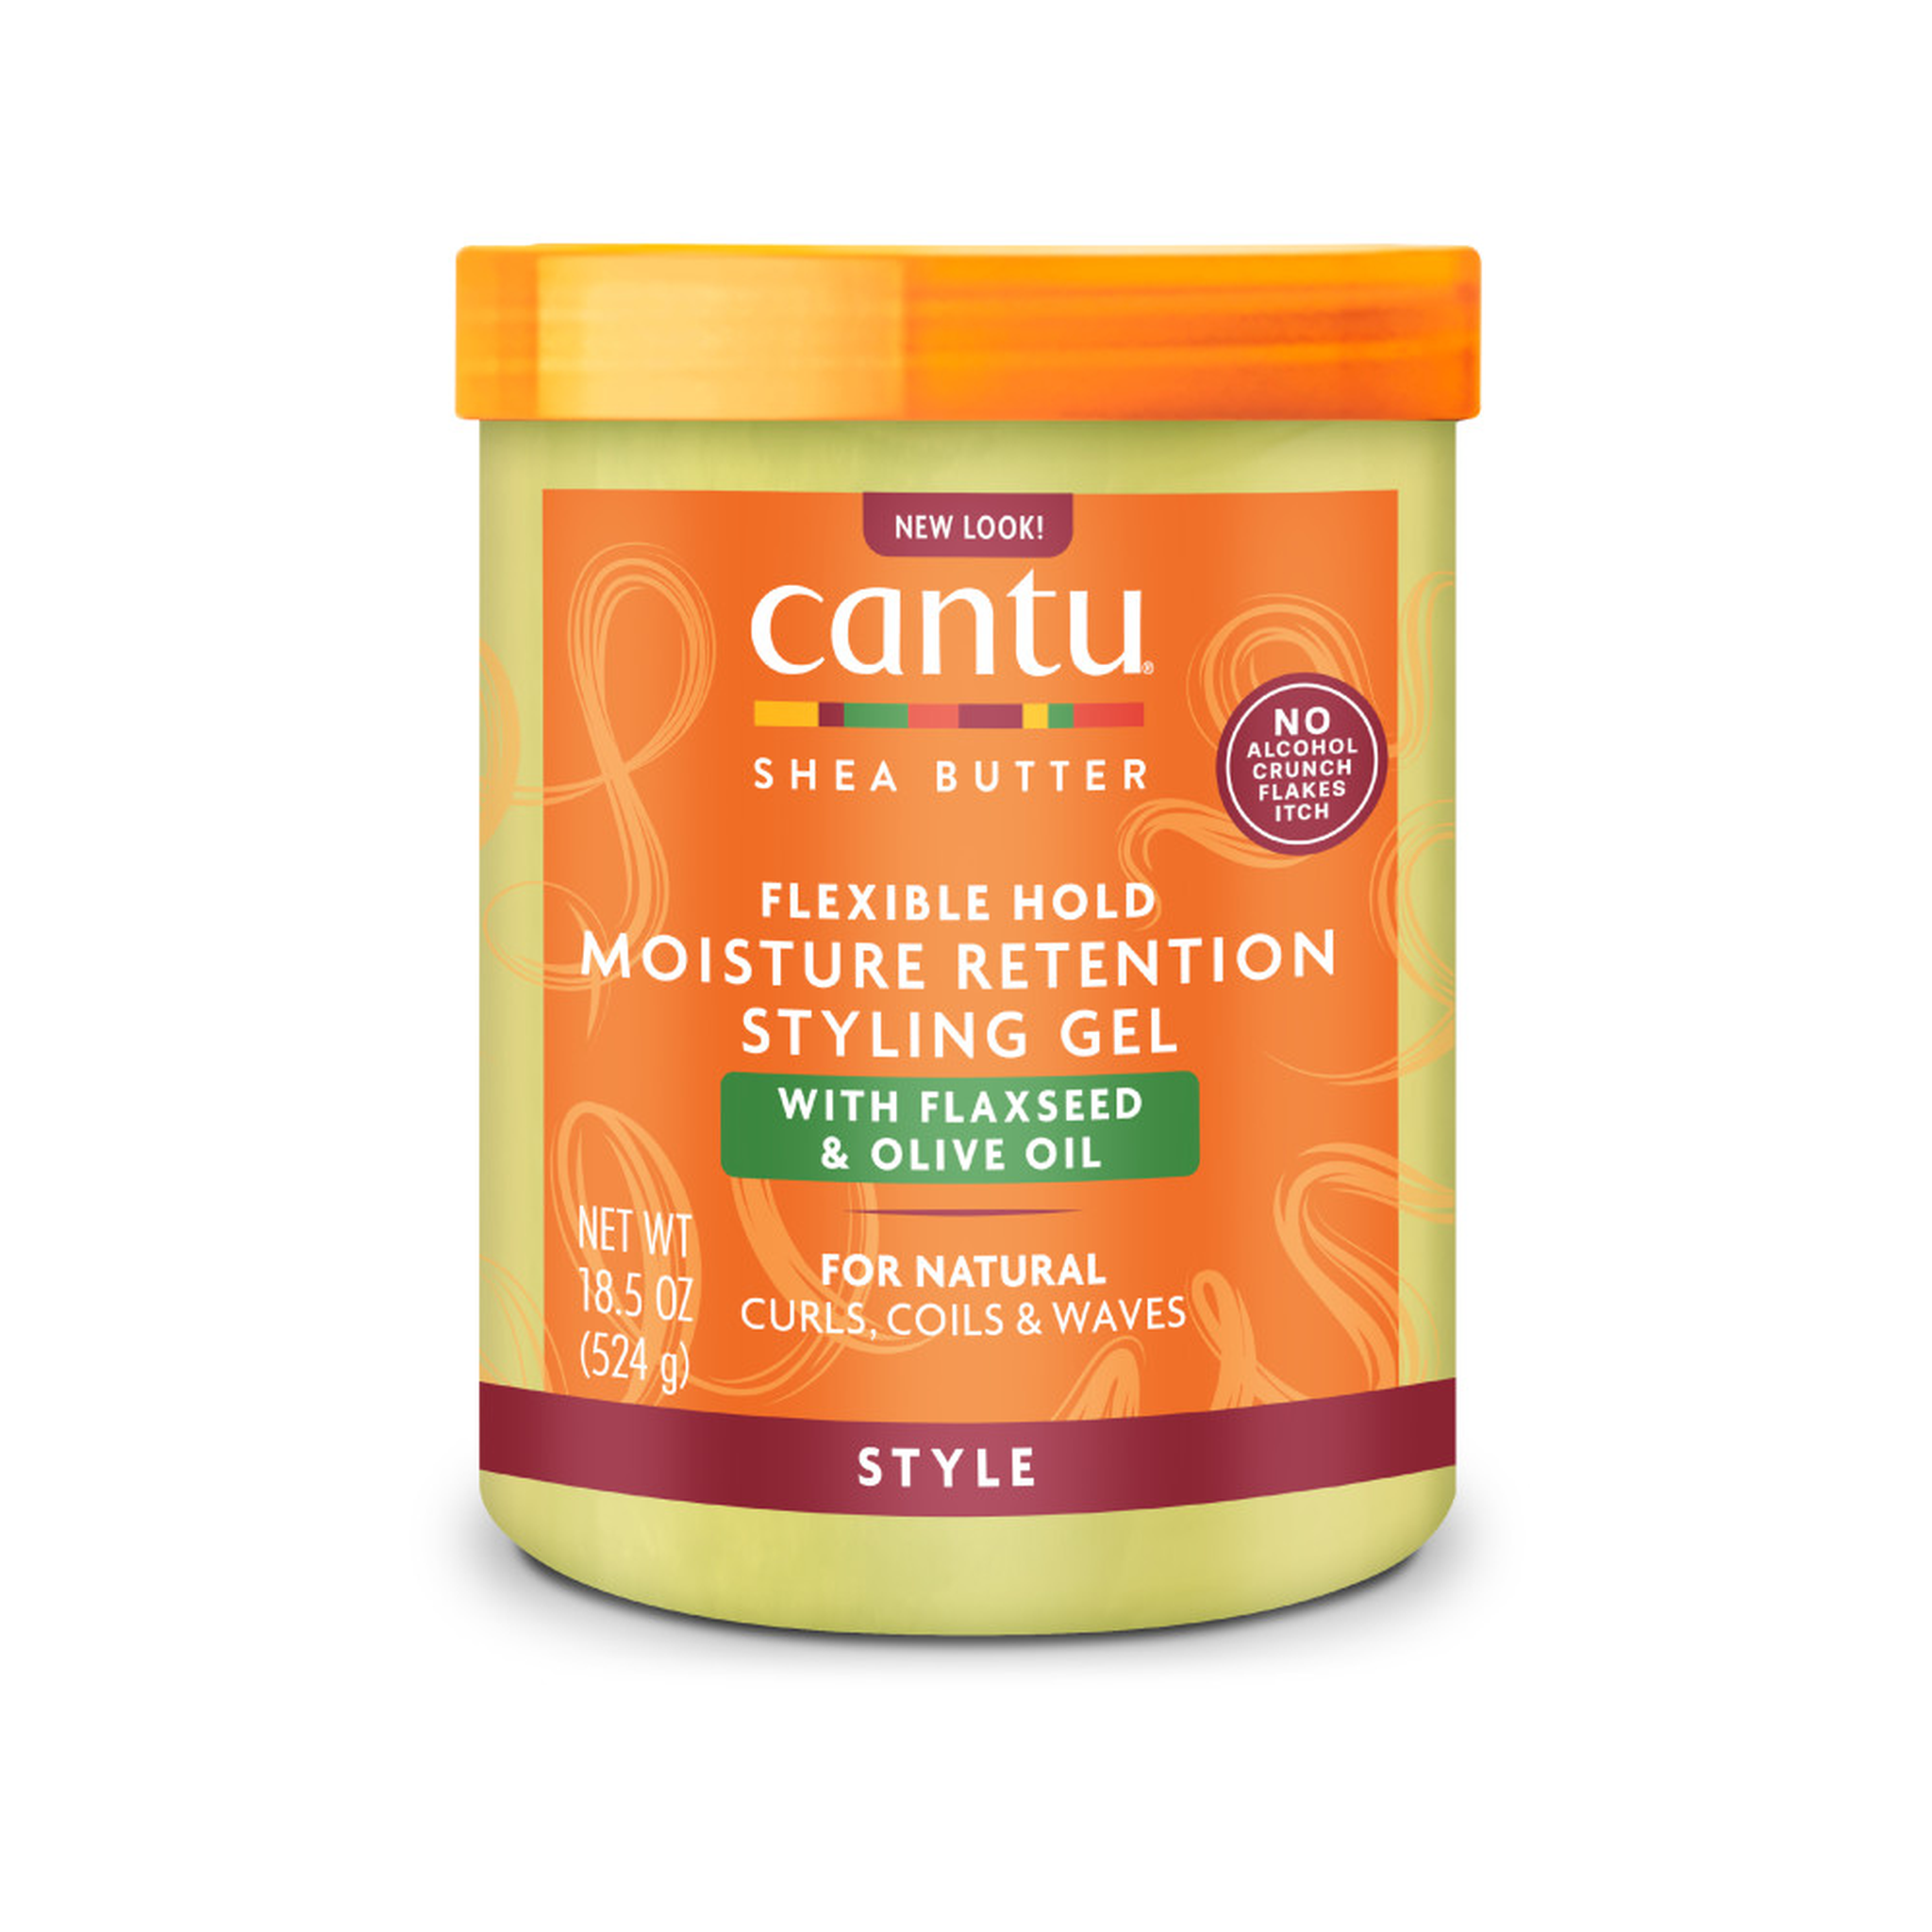 NEW LOOK!
cantu®
SHEA BUTTER
NO
ALCOHOL
CRUNCH
FLAKES
ITCH
FLEXIBLE HOLD
MOISTURE RETENTION
STYLING GEL
WITH FLAXSEED
& OLIVE OIL
NET WT
18.5 OZ
(524 g)
FOR NATURAL
CURLS, COILS & WAVES
STYLE